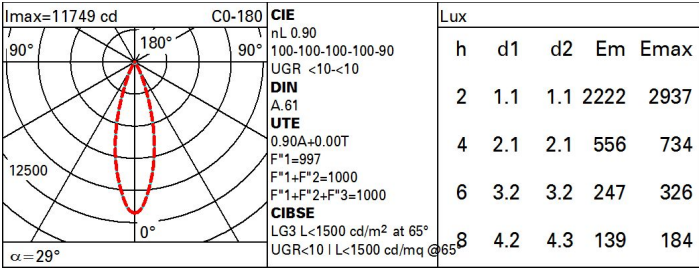 Imax=11749 cd C0-180
90° 180° 90°
12500
0°
α=29°
CIE
nL 0.90
100-100-100-100-90
UGR <10-<10
DIN
A.61
UTE
0.90A+0.00T
F"1=997
F"1+F"2=1000
F"1+F"2+F"3=1000
CIBSE
LG3 L<1500 cd/m² at 65°
UGR<10 | L<1500 cd/mq @65°
Lux
h d1 d2 Em Emax
2 1.1 1.1 2222 2937
4 2.1 2.1 556 734
6 3.2 3.2 247 326
8 4.2 4.3 139 184